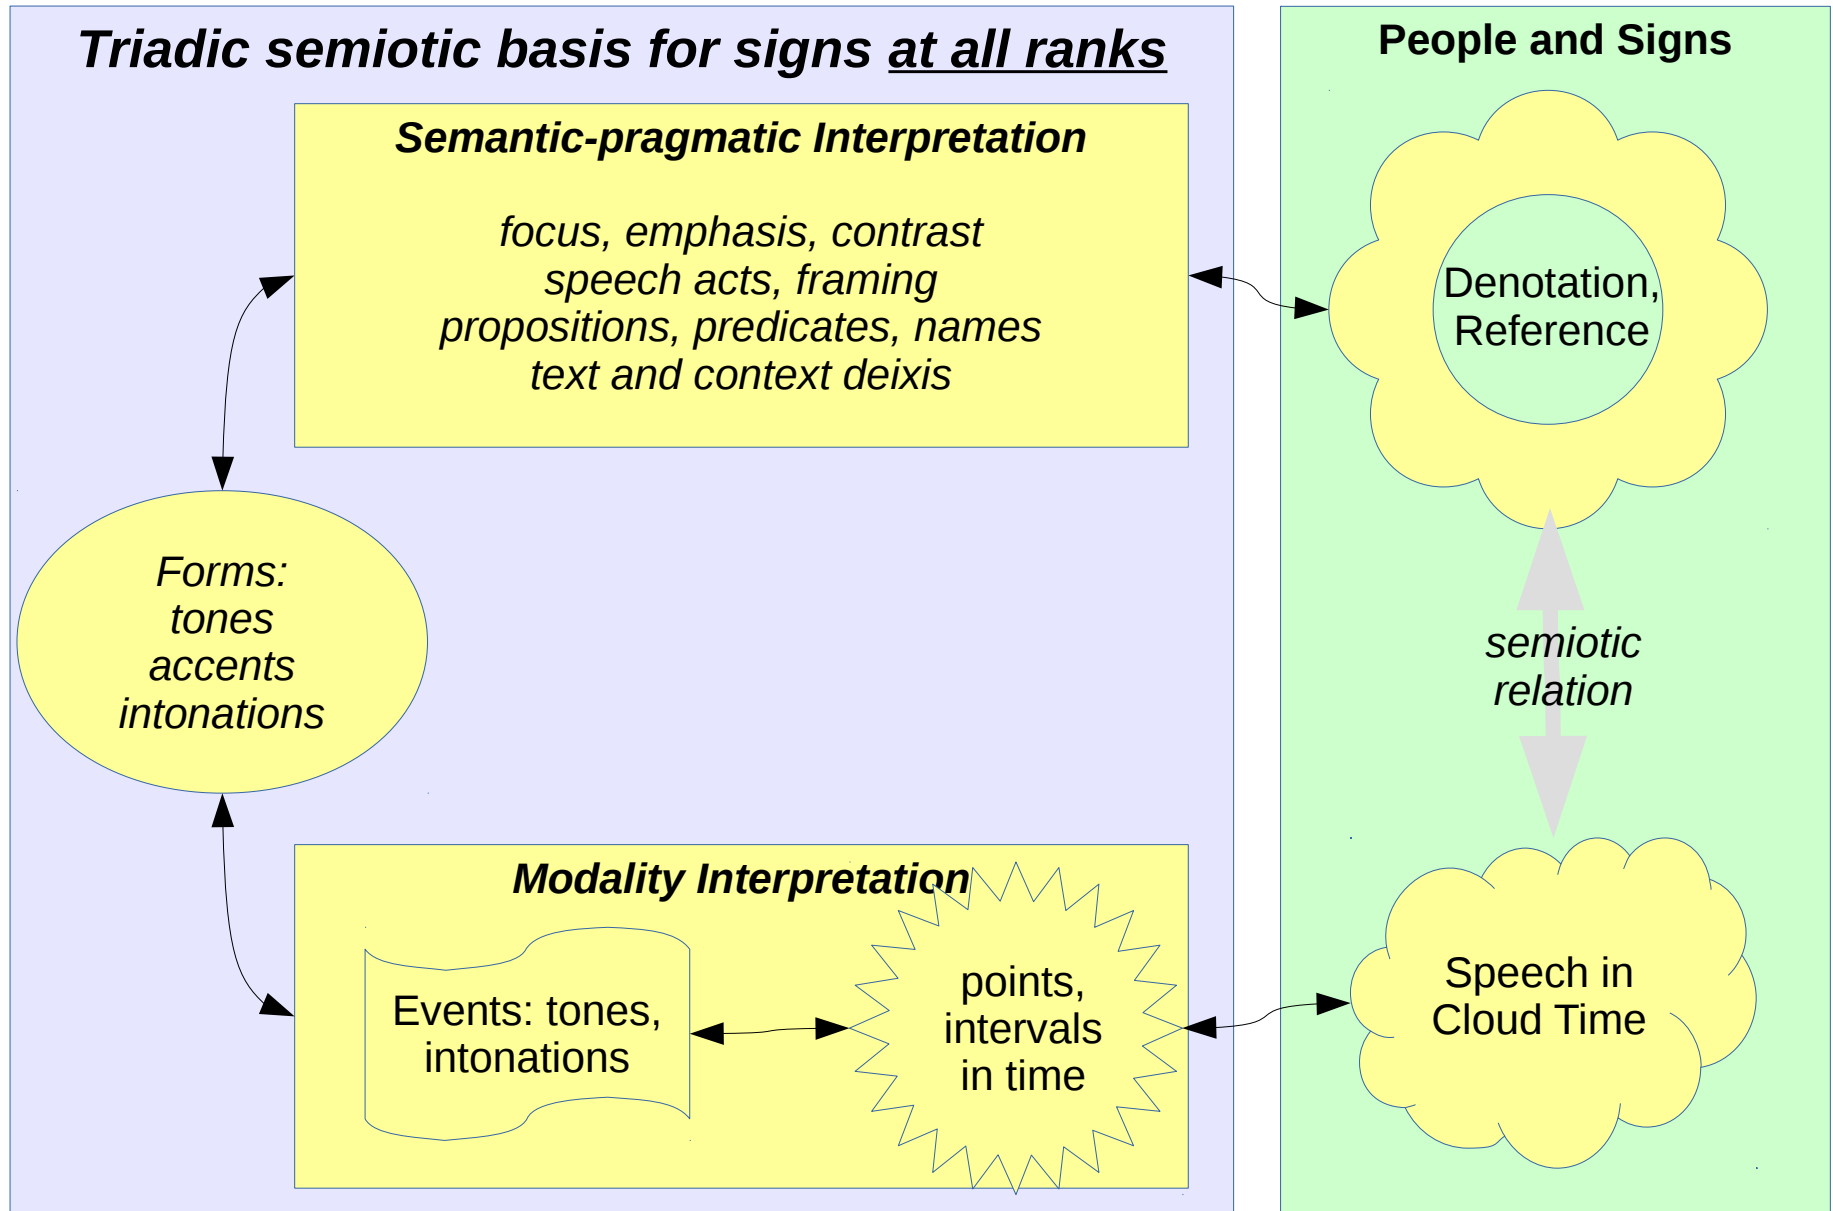 Triadic semiotic basis for signs at all ranks
Semantic-pragmatic Interpretation
focus, emphasis, contrast
speech acts, framing
propositions, predicates, names
text and context deixis
Forms:
tones
accents
intonations
Modality Interpretation
Events: tones,
intonations
points,
intervals
in time
People and Signs
Denotation,
Reference
semiotic
relation
Speech in
Cloud Time